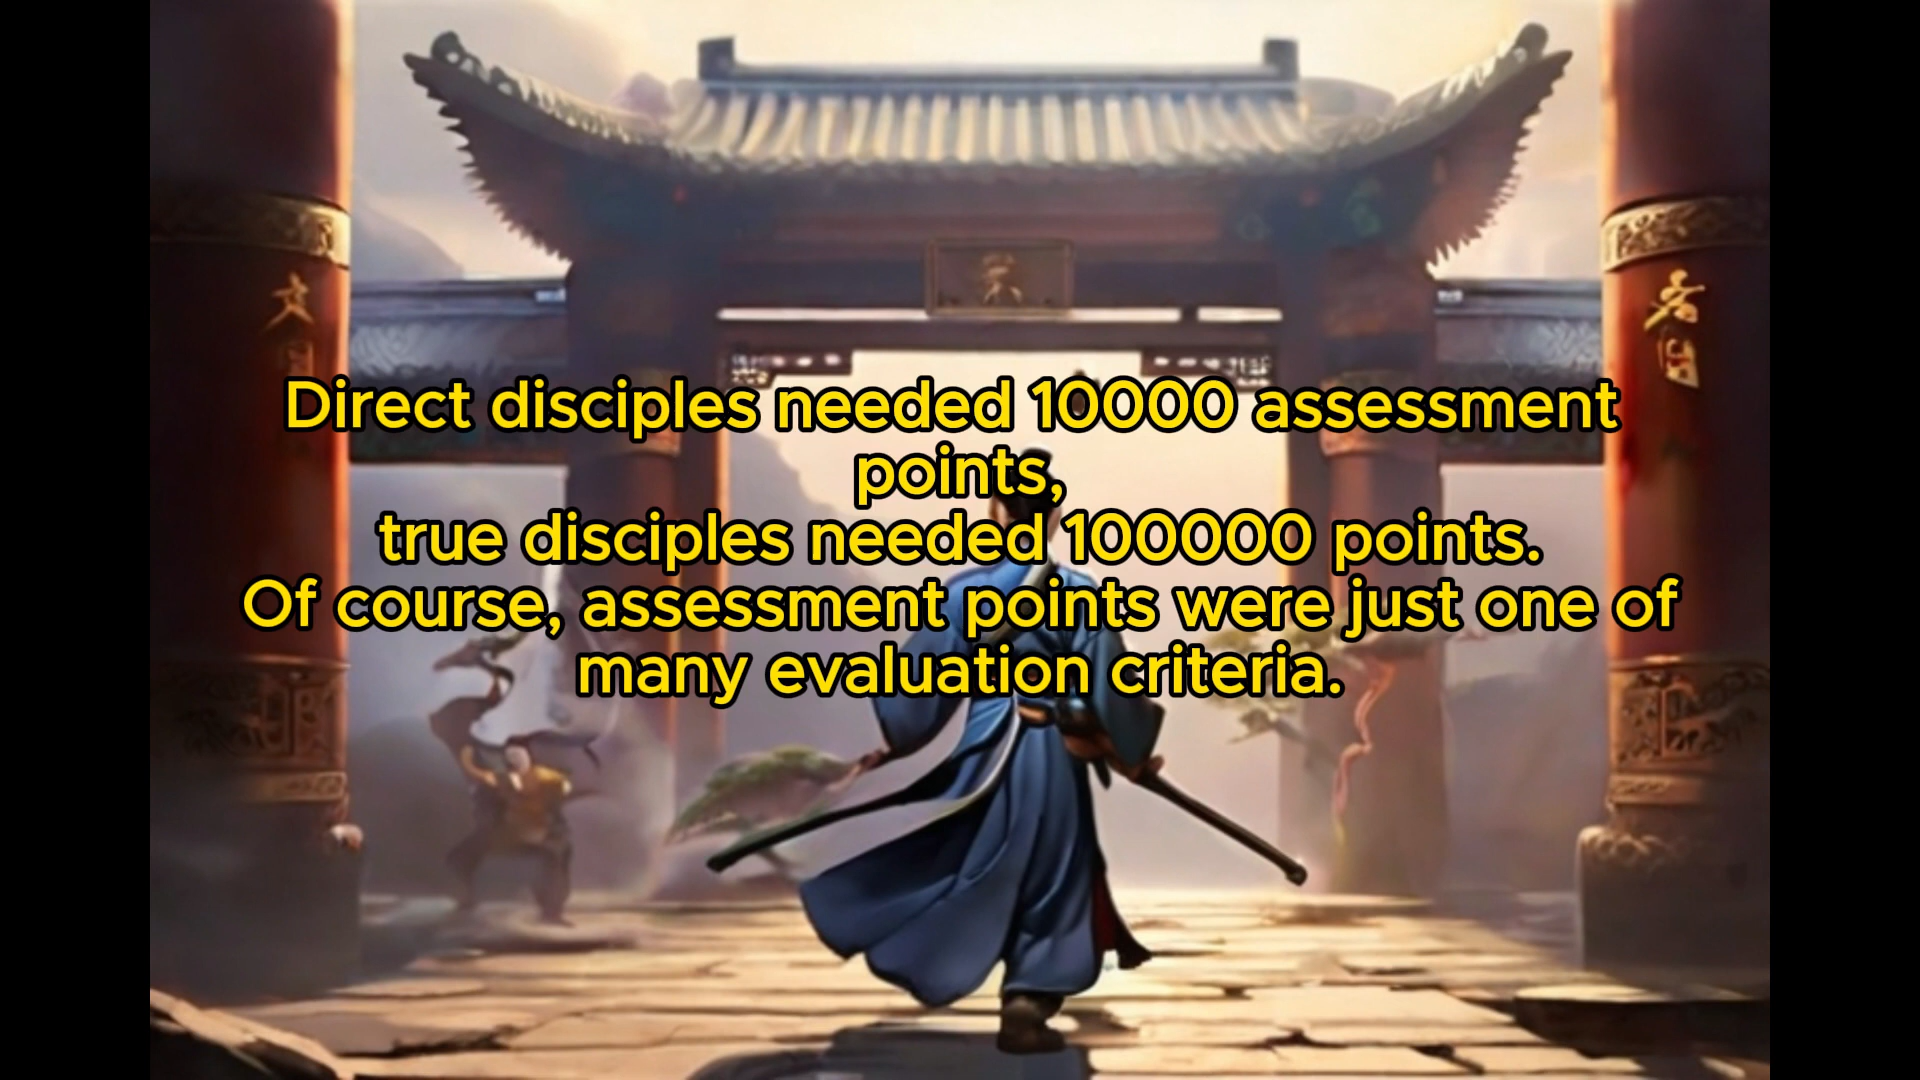 Direct disciples needed 10000 assessment
points,
true disciples needed 100000 points.
Of course, assessment points were just one of
many evaluation criteria.